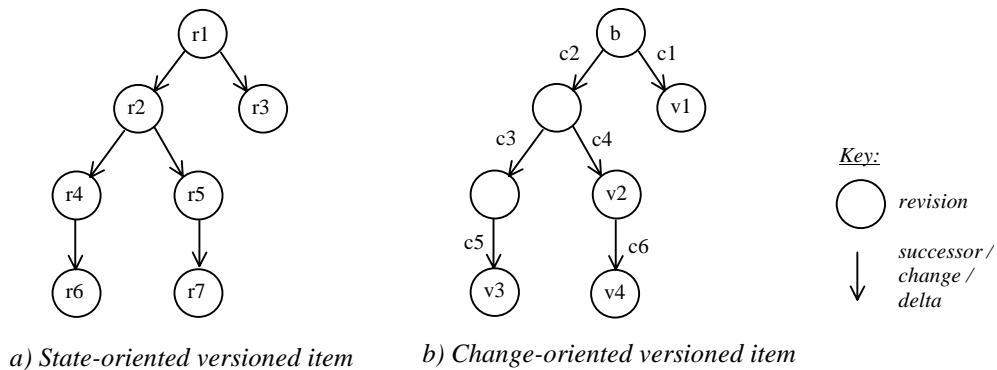 r1
r2
r3
r4
r5
r6
r7
a) State-oriented versioned item
b
c2
c1
v1
c3
c4
v2
c5
c6
v3
v4
b) Change-oriented versioned item
Key:
revision
successor /
change /
delta